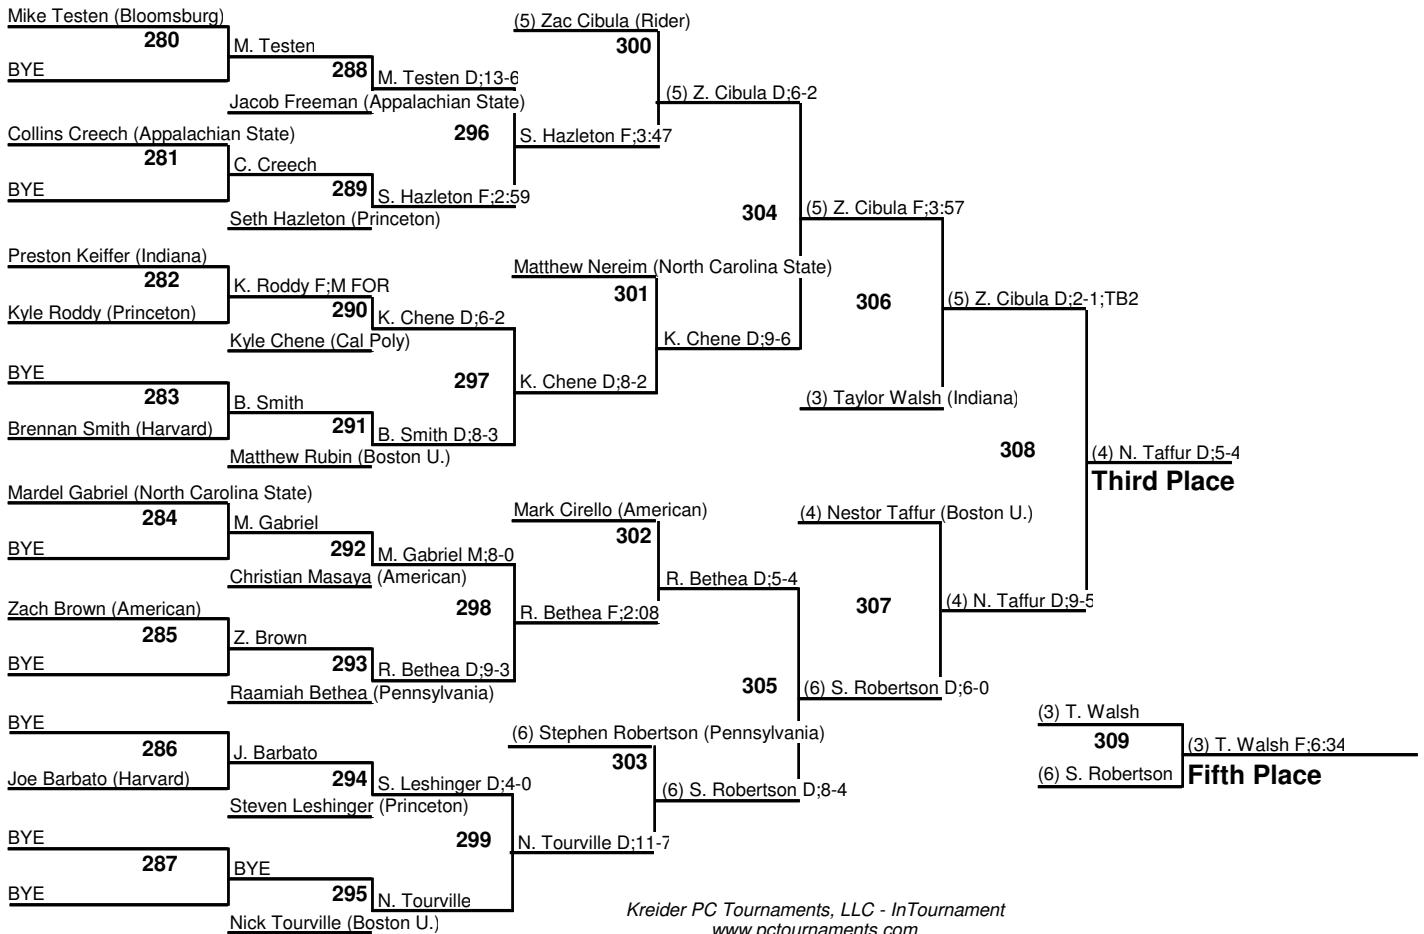 Mike Testen (Bloomsburg)
280
BYE
M. Testen
288
Jacob Freeman (Appalachian State)
M. Testen D;13-6
Collins Creech (Appalachian State)
281
BYE
C. Creech
289
Seth Hazleton (Princeton)
S. Hazleton F;2:59
296
S. Hazleton F;3:47
Preston Keiffer (Indiana)
282
Kyle Roddy (Princeton)
K. Roddy F;M FOR
290
Kyle Chene (Cal Poly)
K. Chene D;6-2
BYE
283
Brennan Smith (Harvard)
B. Smith
291
Matthew Rubin (Boston U.)
B. Smith D;8-3
297
K. Chene D;8-2
Mardel Gabriel (North Carolina State)
284
BYE
M. Gabriel
292
Christian Masaya (American)
M. Gabriel M;8-0
Zach Brown (American)
285
BYE
Z. Brown
293
Raamiah Bethea (Pennsylvania)
R. Bethea D;9-3
298
R. Bethea F;2:08
BYE
286
Joe Barbato (Harvard)
J. Barbato
294
Steven Leshinger (Princeton)
S. Leshinger D;4-0
BYE
287
BYE
BYE
295
Nick Tourville (Boston U.)
N. Tourville
299
N. Tourville D;11-7
(5) Zac Cibula (Rider)
300
(5) Z. Cibula D;6-2
Matthew Nereim (North Carolina State)
301
K. Chene D;9-6
304
(5) Z. Cibula F;3:57
306
(3) Taylor Walsh (Indiana)
(5) Z. Cibula D;2-1;TB2
Mark Cirello (American)
302
R. Bethea D;5-4
(6) Stephen Robertson (Pennsylvania)
303
(6) S. Robertson D;8-4
305
(6) S. Robertson D;6-0
(4) Nestor Taffur (Boston U.)
307
(4) N. Taffur D;9-5
308
(4) N. Taffur D;5-4
Third Place
(3) T. Walsh
309
(6) S. Robertson
(3) T. Walsh F;6:34
Fifth Place
Kreider PC Tournaments, LLC - InTournament
www.pctournaments.com